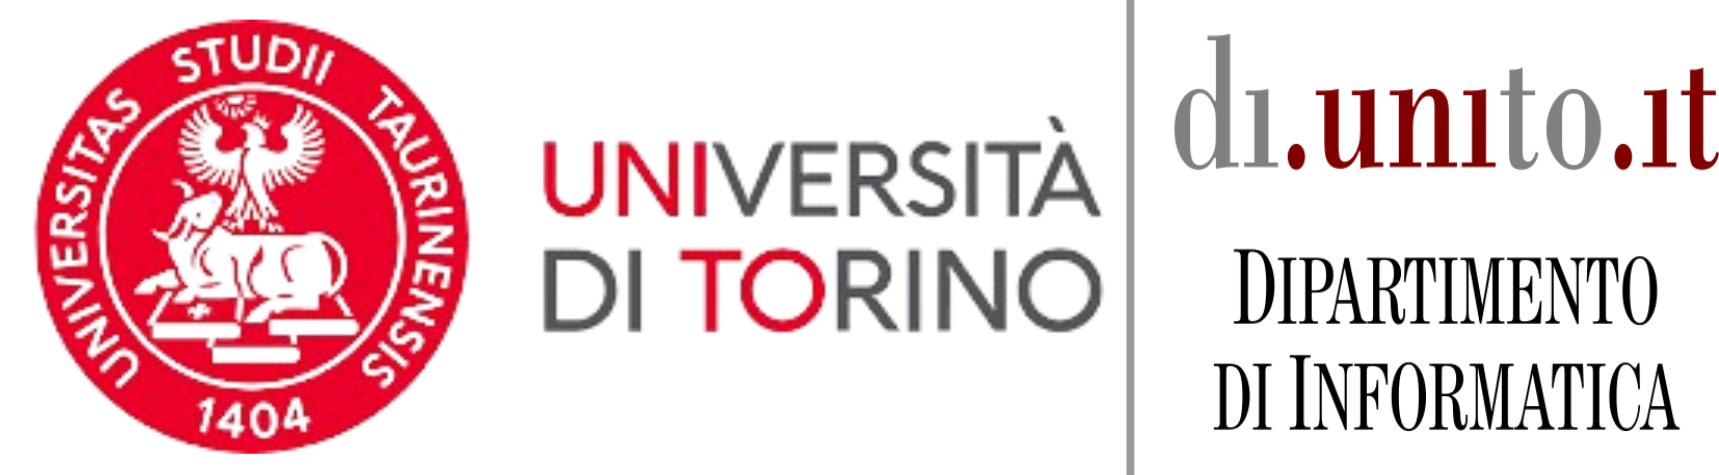 UNIVERSITAS STUDII TAURINENSIS
1404
UNIVERSITÀ
DI TORINO
di.unito.it
DIPARTIMENTO
DI INFORMATICA